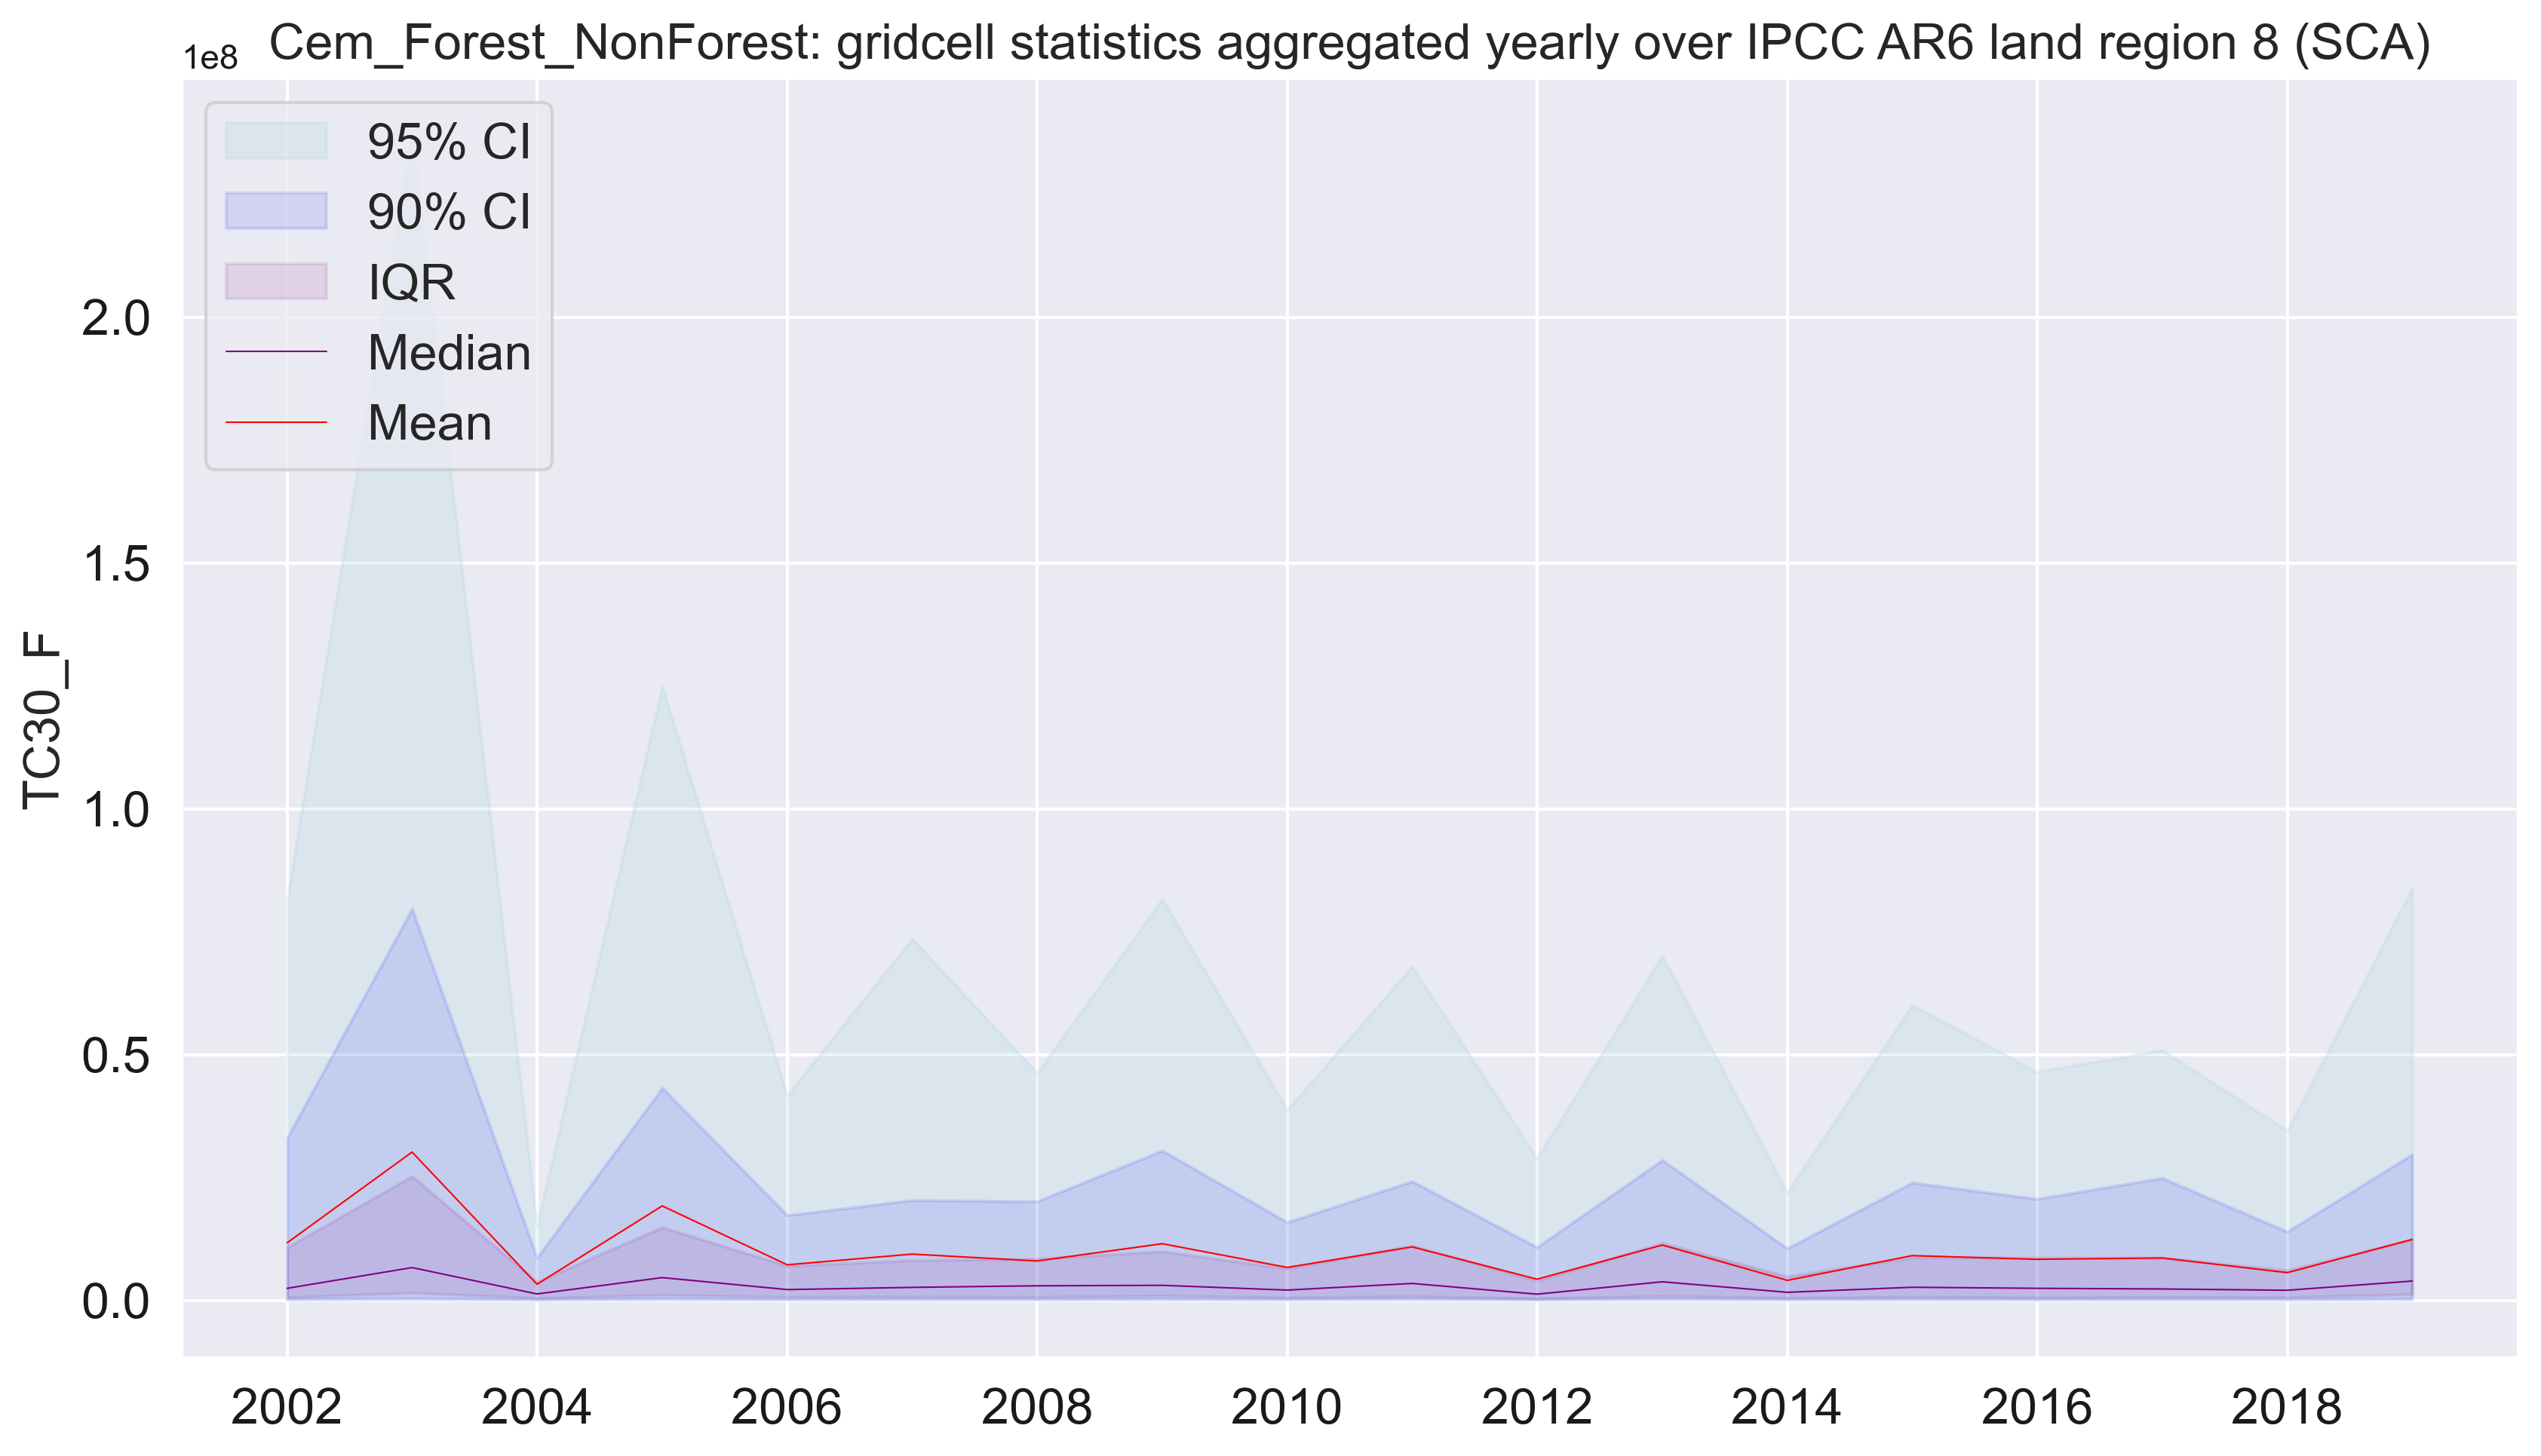 Cem_Forest_NonForest: gridcell statistics aggregated yearly over IPCC AR6 land region 8 (SCA)
1e8
95% CI
90% CI
IQR
Median
Mean
2.0
1.5
1.0
0.5
0.0
TC30_F
2002 2004 2006 2008 2010 2012 2014 2016 2018